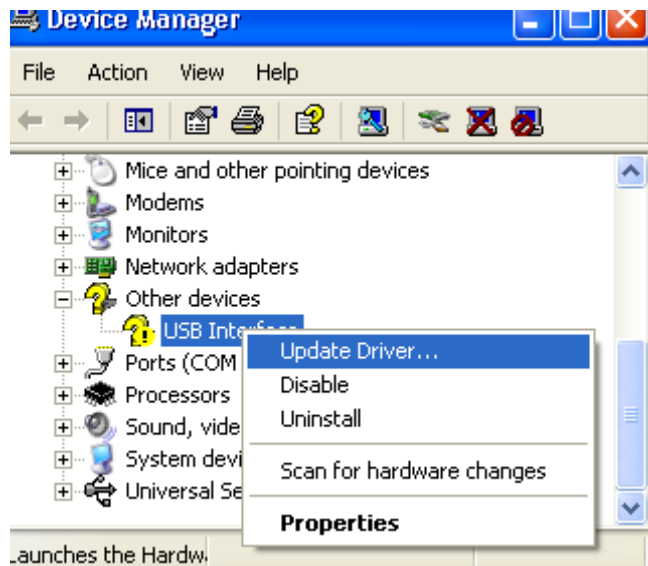 Device Manager
File Action View Help
Mice and other pointing devices
Modems
Monitors
Network adapters
Other devices
USB Interface
Ports (COM
Processors
Sound, vide
System devi
Universal Se
Update Driver...
Disable
Uninstall
Scan for hardware changes
Properties
Launches the Hardw